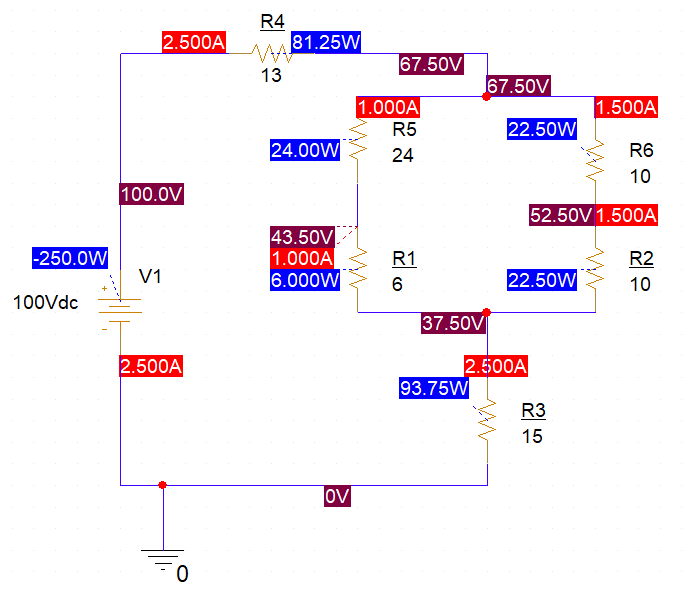 R4
2.500A
81.25W
13
67.50V
67.50V
1.000A
1.500A
22.50W
R5
24.00W
24
R6
10
100.0V
52.50V
1.500A
43.50V
-250.0W
1.000A
R1
R2
V1
6.000W
6
22.50W
10
100Vdc
+
-
37.50V
2.500A
2.500A
93.75W
R3
15
0V
0